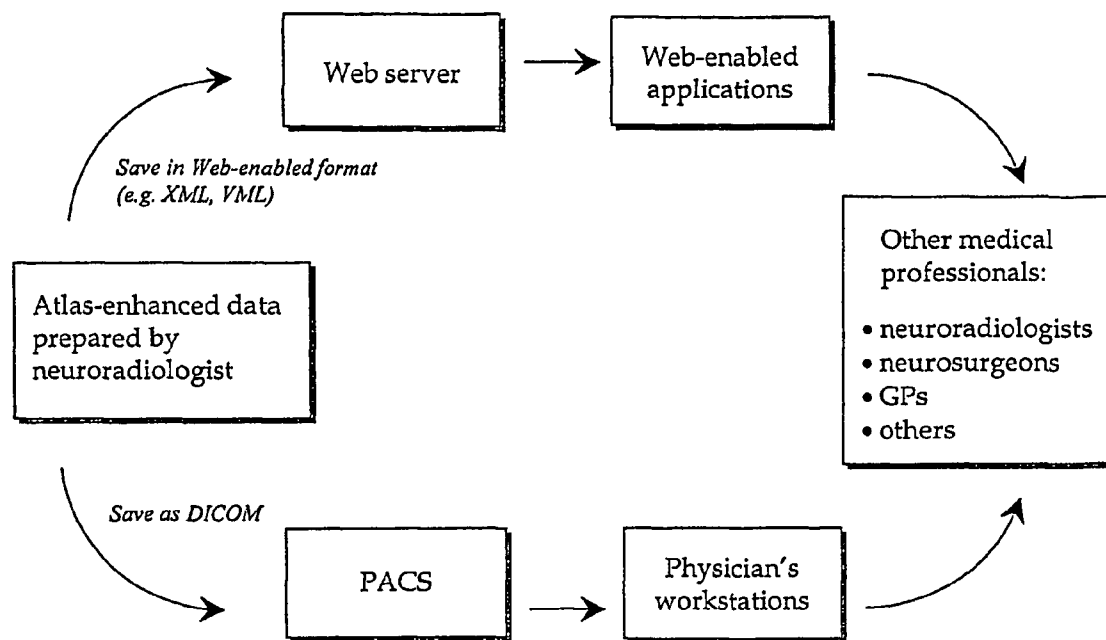 Web server
Web-enabled
applications
Save in Web-enabled format
(e.g. XML, VML)
Atlas-enhanced data
prepared by
neuroradiologist
Other medical
professionals:
• neuroradiologists
• neurosurgeons
• GPs
• others
Save as DICOM
PACS
Physician's
workstations